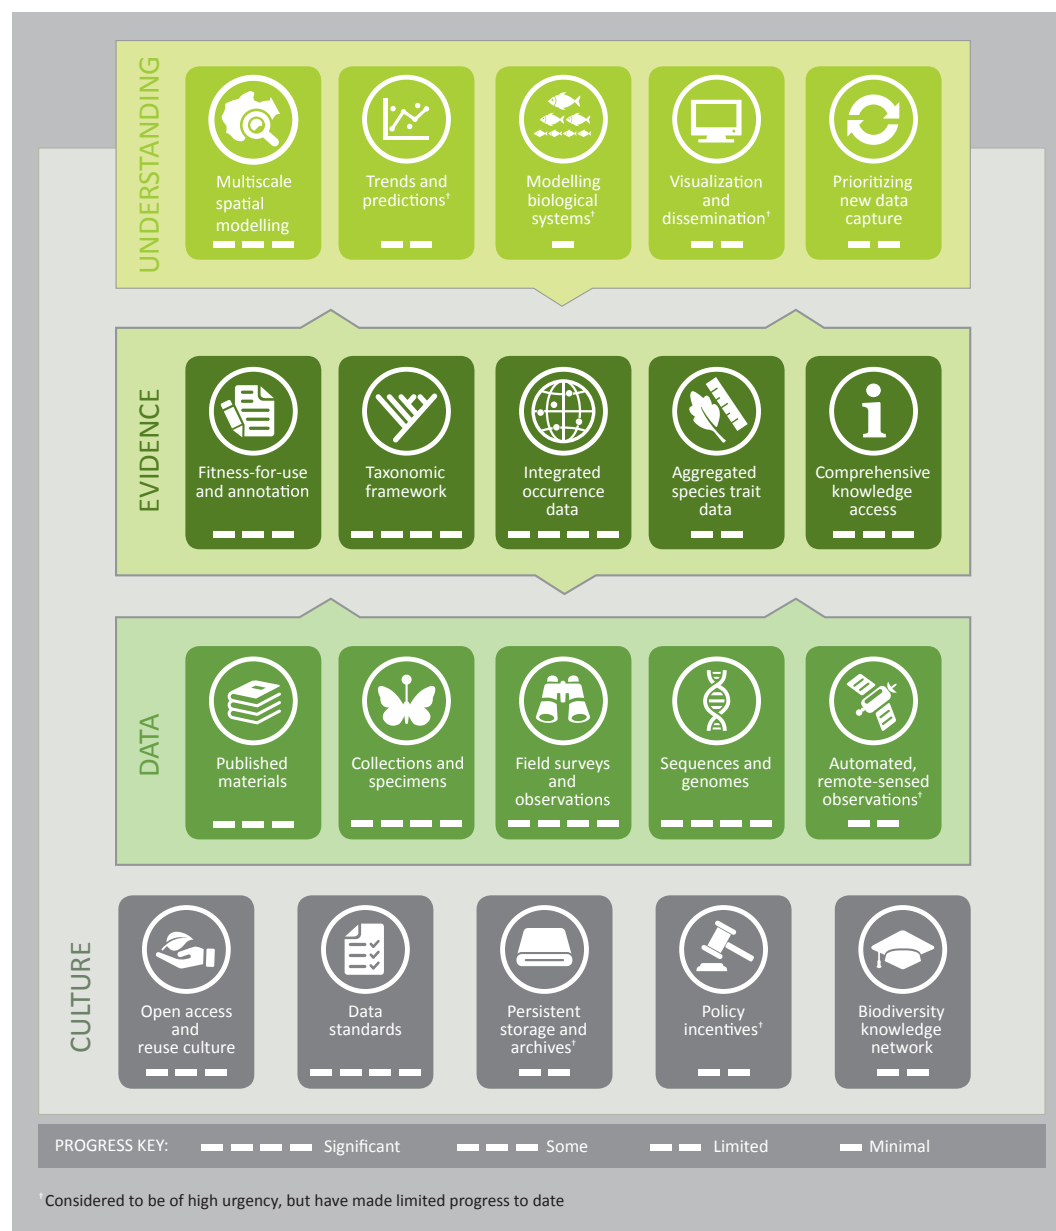 UNDERSTANDING
Multiscale
spatial
modelling
Trends and
predictions†
Modelling
biological
systems†
Visualization
and
dissemination†
Prioritizing
new data
capture
EVIDENCE
Fitness-for-use
and annotation
Taxonomic
framework
Integrated
occurrence
data
Aggregated
species trait
data
Comprehensive
knowledge
access
DATA
Published
materials
Collections and
specimens
Field surveys
and
observations
Sequences and
genomes
Automated,
remote-sensed
observations†
CULTURE
Open access
and
reuse culture
Data
standards
Persistent
storage and
archives†
Policy
incentives†
Biodiversity
knowledge
network
PROGRESS KEY: Significant Some Limited Minimal
†Considered to be of high urgency, but have made limited progress to date